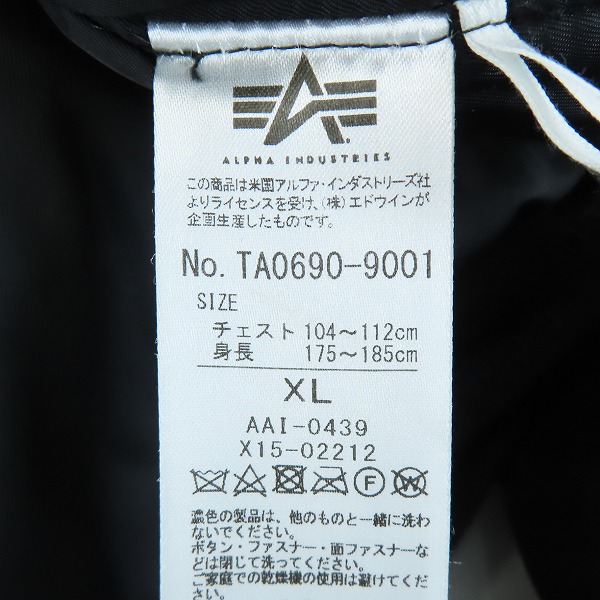 ALPHA INDUSTRIES
この商品は米国アルファ・インダストリーズ社
よりライセンスを受け、(株)エドウインが
企画生産したものです。
No. TA0690-9001
SIZE
チェスト 104～112cm
身長 175～185cm
XL
AAI-0439
X15-02212
F W
濃色の製品は、他のものと一緒に洗わ
ないでください。
ボタン・ファスナー・面ファスナーな
どは閉じて洗ってください。
ご家庭での乾燥機の使用は避けてくだ